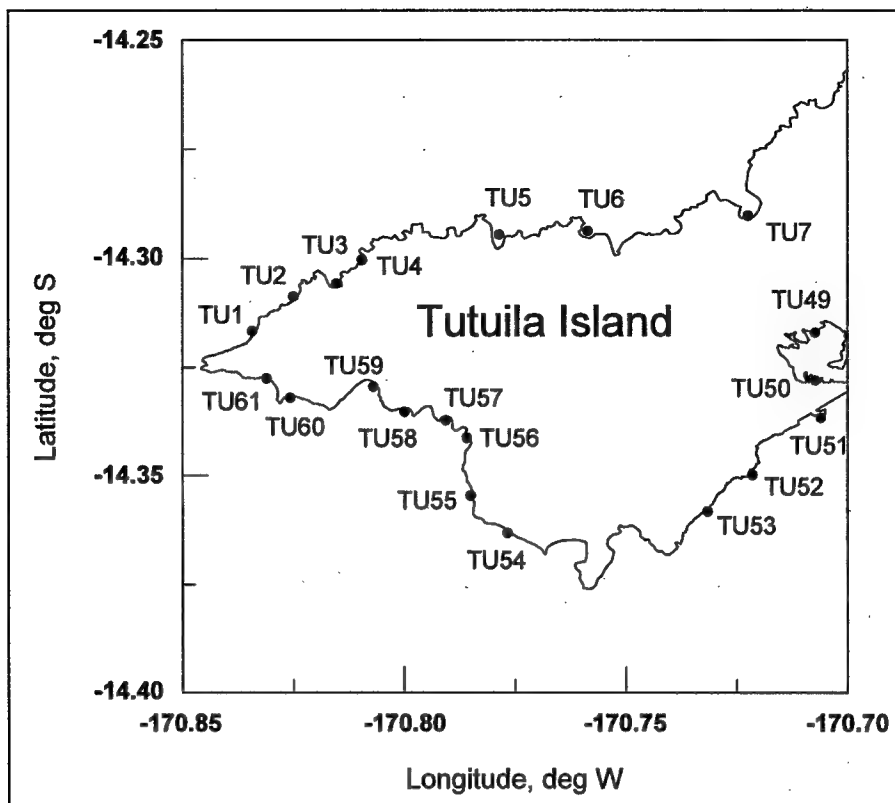 -14.25
TU5
TU6
TU3
TU7
-14.30
TU2
TU4
TU1
TU49
Tutuila Island
TU59
TU57
TU50
TU61
TU60
TU58
TU56
TU51
-14.35
TU55
TU52
TU53
TU54
-14.40
-170.85
-170.80
-170.75
-170.70
Latitude, deg S
Longitude, deg W